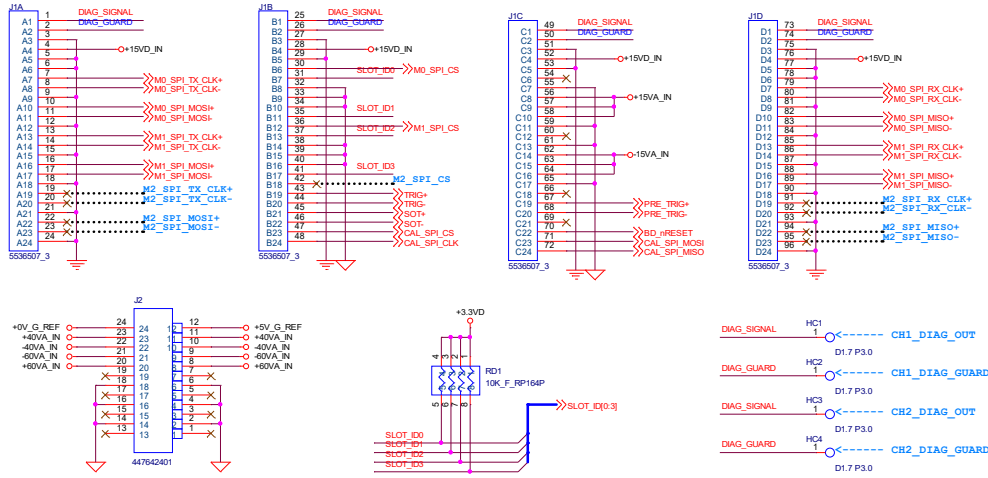 J1A
A1 1 DIAG_SIGNAL
A2 2 DIAG_GUARD
A3 3
A4 4 +15VD_IN
A5 5
A6 6
A7 7 M0_SPI_TX_CLK+
A8 8 M0_SPI_TX_CLK-
A9 9
A10 10 M0_SPI_MOSI+
A11 11 M0_SPI_MOSI-
A12 12
A13 13 M1_SPI_TX_CLK+
A14 14 M1_SPI_TX_CLK-
A15 15
A16 16 M1_SPI_MOSI+
A17 17 M1_SPI_MOSI-
A18 18
A19 19 M2_SPI_TX_CLK+
A20 20 M2_SPI_TX_CLK-
A21 21
A22 22 M2_SPI_MOSI+
A23 23 M2_SPI_MOSI-
A24 24
5536507_3
J1B
B1 25 DIAG_SIGNAL
B2 26 DIAG_GUARD
B3 27
B4 28 +15VD_IN
B5 29
B6 30 SLOT_ID0 M0_SPI_CS
B7 31
B8 32
B9 33
B10 34 SLOT_ID1
B11 35
B12 36 SLOT_ID2 M1_SPI_CS
B13 37
B14 38
B15 39
B16 40 SLOT_ID3
B17 41
B18 42 M2_SPI_CS
B19 43 TRIG+
B20 44 TRIG-
B21 45 SOT+
B22 46 SOT-
B23 47 CAL_SPI_CS
B24 48 CAL_SPI_CLK
5536507_3
J1C
C1 49 DIAG_SIGNAL
C2 50 DIAG_GUARD
C3 51
C4 52 +15VD_IN
C5 53
C6 54
C7 55
C8 56 +15VA_IN
C9 57
C10 58
C11 59
C12 60
C13 61
C14 62 -15VA_IN
C15 63
C16 64
C17 65
C18 66
C19 67 PRE_TRIG+
C20 68 PRE_TRIG-
C21 69
C22 70 BD_nRESET
C23 71 CAL_SPI_MOSI
C24 72 CAL_SPI_MISO
5536507_3
J1D
D1 73 DIAG_SIGNAL
D2 74 DIAG_GUARD
D3 75
D4 76 +15VD_IN
D5 77
D6 78
D7 79 M0_SPI_RX_CLK+
D8 80 M0_SPI_RX_CLK-
D9 81
D10 82 M0_SPI_MISO+
D11 83 M0_SPI_MISO-
D12 84
D13 85 M1_SPI_RX_CLK+
D14 86 M1_SPI_RX_CLK-
D15 87
D16 88 M1_SPI_MISO+
D17 89 M1_SPI_MISO-
D18 90
D19 91 M2_SPI_RX_CLK+
D20 92 M2_SPI_RX_CLK-
D21 93
D22 94 M2_SPI_MISO+
D23 95 M2_SPI_MISO-
D24 96
5536507_3
J2
+0V_G_REF 24 24 12 12 +5V_G_REF
+40VA_IN 23 23 11 11 +40VA_IN
-40VA_IN 22 22 10 10 -40VA_IN
-60VA_IN 21 21 9 9 -60VA_IN
+60VA_IN 20 20 8 8 +60VA_IN
19 19 7 7
18 18 6 6
17 17 5 5
16 16 4 4
15 15 3 3
14 14 2 2
13 13 1 1
447642401
+3.3VD
4 3 2 1
RD1
10K_F_RP164P
5 6 7 8
SLOT_ID[0:3]
SLOT_ID0
SLOT_ID1
SLOT_ID2
SLOT_ID3
DIAG_SIGNAL 1 HC1 CH1_DIAG_OUT
D1.7 P3.0
DIAG_GUARD 1 HC2 CH1_DIAG_GUARD
D1.7 P3.0
DIAG_SIGNAL 1 HC3 CH2_DIAG_OUT
D1.7 P3.0
DIAG_GUARD 1 HC4 CH2_DIAG_GUARD
D1.7 P3.0